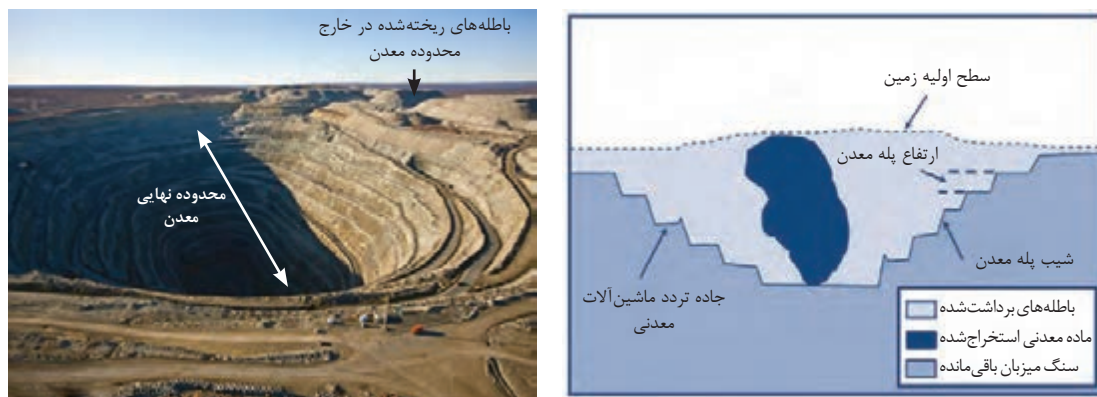 باطله‌های ریخته‌شده در خارج
محدوده معدن
محدوده نهایی
معدن
سطح اولیه زمین
ارتفاع پله معدن
شیب پله معدن
جاده تردد ماشین‌آلات
معدنی
باطله‌های برداشت‌شده
ماده معدنی استخراج‌شده
سنگ میزبان باقی‌مانده